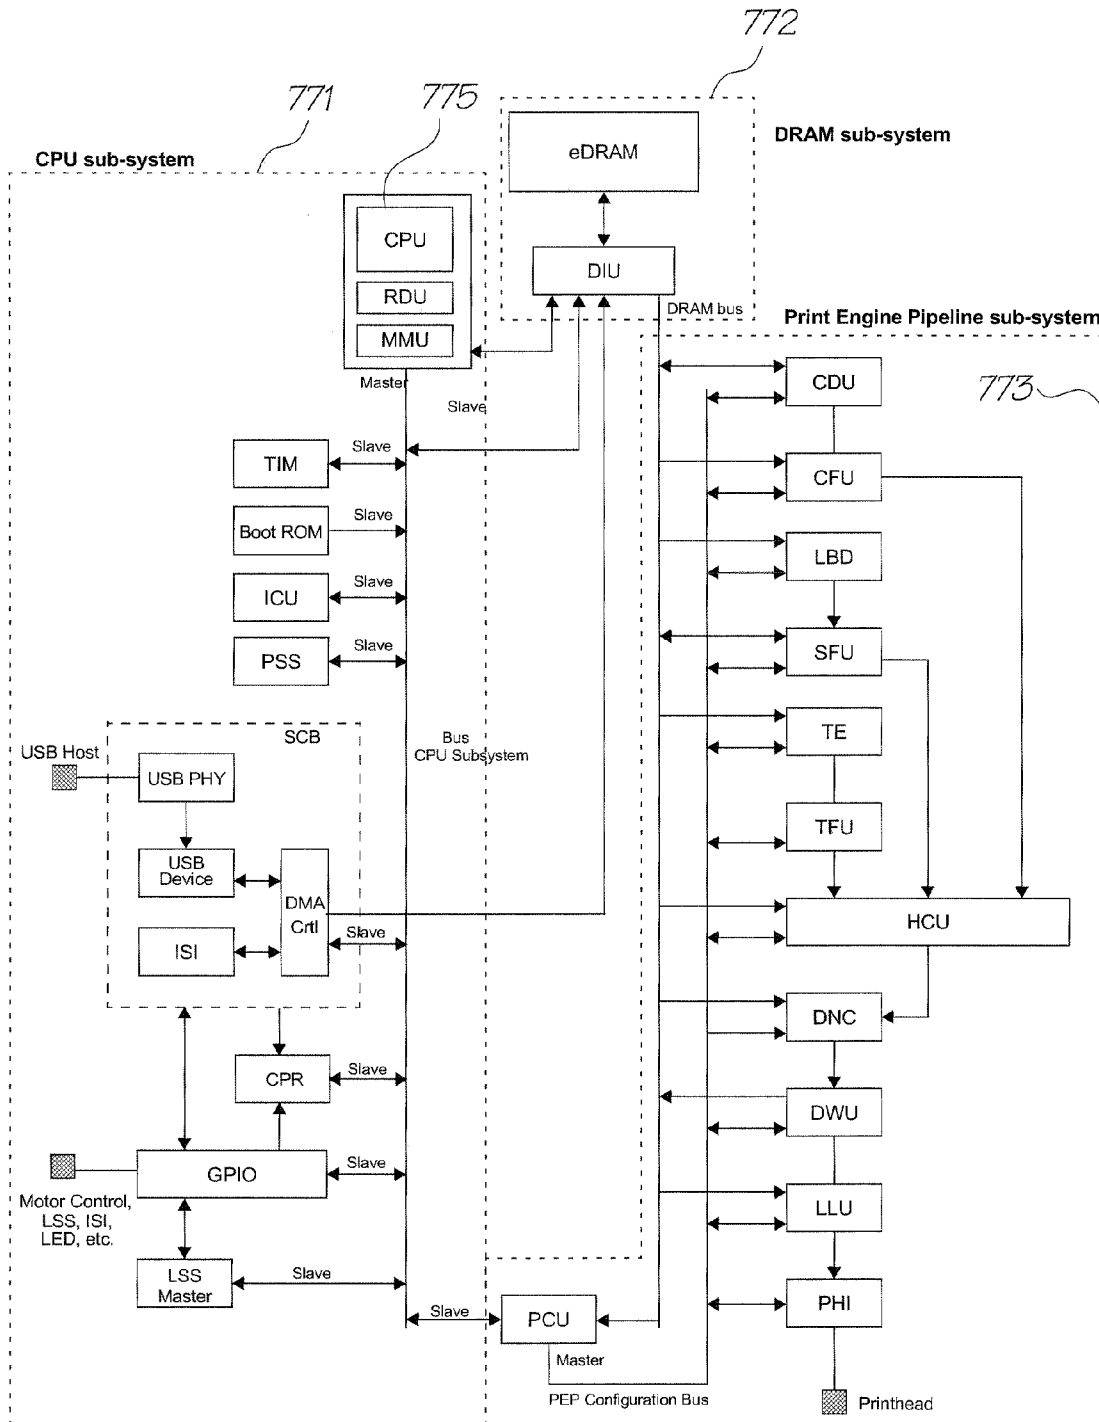 772
771
775
DRAM sub-system
CPU sub-system
eDRAM
CPU
DIU
RDU
DRAM bus
Print Engine Pipeline sub-system
MMU
CDU
Master
773
Slave
Slave
TIM
CFU
Slave
Boot ROM
LBD
Slave
ICU
Slave
PSS
SFU
SCB
Bus
CPU Subsystem
TE
USB Host
USB PHY
TFU
USB
Device
DMA
Crtl
HCU
Slave
ISI
DNC
Slave
CPR
DWU
Slave
GPIO
Motor Control,
LSS, ISI,
LED, etc.
LLU
LSS
Master
Slave
Slave
PCU
PHI
Master
PEP Configuration Bus
Printhead